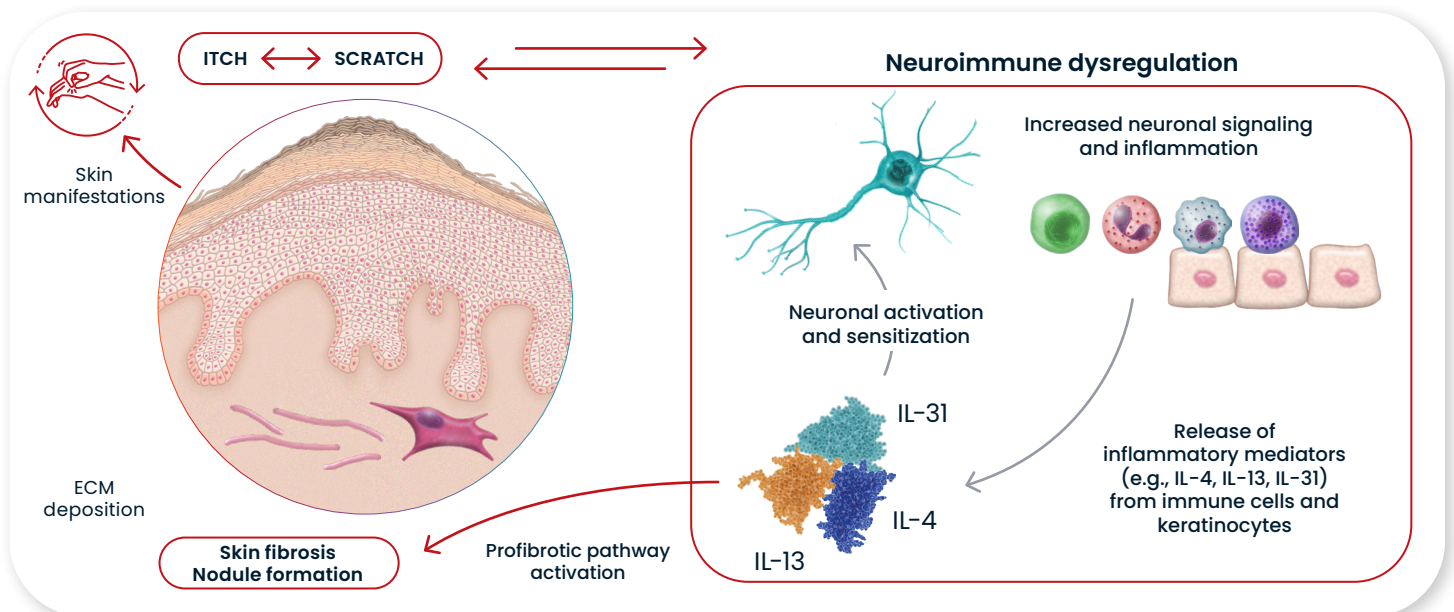 ITCH SCRATCH
Skin
manifestations
ECM
deposition
Skin fibrosis
Nodule formation
Profibrotic pathway
activation
Neuroimmune dysregulation
Increased neuronal signaling
and inflammation
Neuronal activation
and sensitization
IL-31
IL-4
IL-13
Release of
inflammatory mediators
(e.g., IL-4, IL-13, IL-31)
from immune cells and
keratinocytes